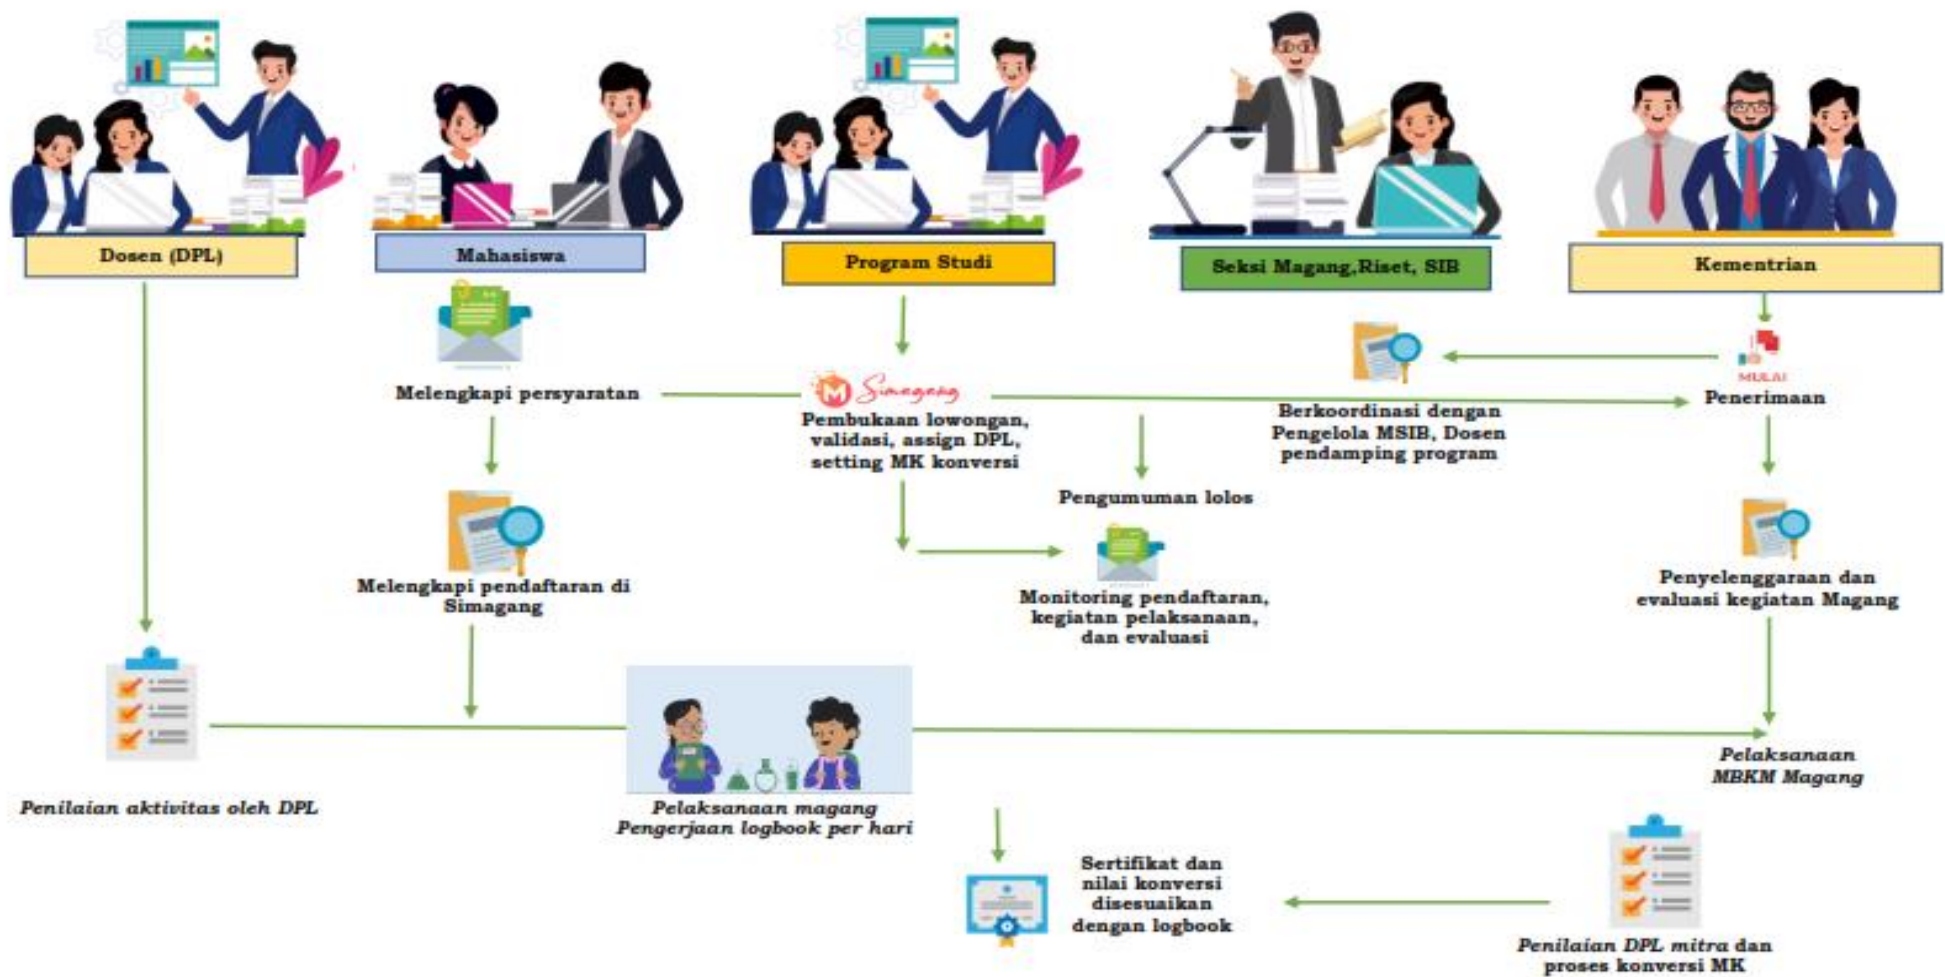 Dosen (DPL)
Mahasiswa
Program Studi
Seksi Magang,Riset, SIB
Kementrian
Melengkapi persyaratan
M Simagang
Pembukaan lowongan,
validasi, assign DPL,
setting MK konversi
Berkoordinasi dengan
Pengelola MSIB, Dosen
pendamping program
MULAI
Penerimaan
Pengumuman lolos
Melengkapi pendaftaran di
Simagang
Monitoring pendaftaran,
kegiatan pelaksanaan,
dan evaluasi
Penyelenggaraan dan
evaluasi kegiatan Magang
Penilaian aktivitas oleh DPL
Pelaksanaan magang
Pengerjaan logbook per hari
Pelaksanaan
MBKM Magang
Sertifikat dan
nilai konversi
disesuaikan
dengan logbook
Penilaian DPL mitra dan
proses konversi MK